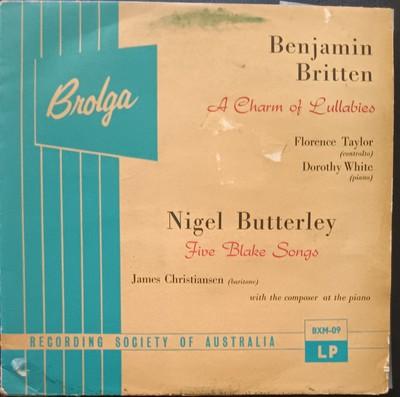 Brolga
Benjamin
Britten
A Charm of Lullabies
Florence Taylor
(contralto)
Dorothy White
(piano)
Nigel Butterley
Five Blake Songs
James Christiansen (baritone)
with the composer at the piano
RECORDING SOCIETY OF AUSTRALIA
BXM-09
LP